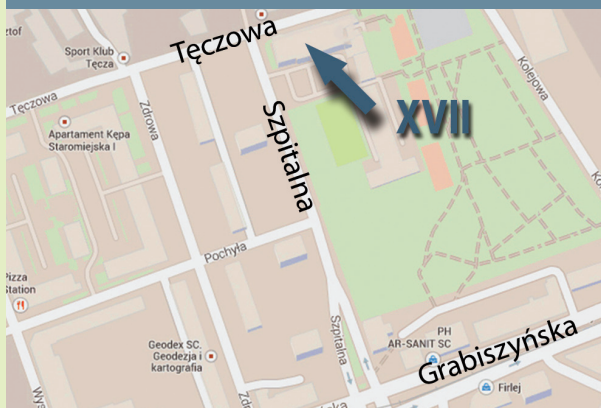 Tęczowa
Sport Klub
Tęcza
Tęczowa
Zdrowa
Apartament Kępa
Staromiejska I
Szpitalna
XVII
Kolejowa
Pochyła
Pizza
Station
Szpitalna
Geodex SC.
Geodezja i
kartografia
PH
AR-SANIT SC
Grabiszyńska
Firlej